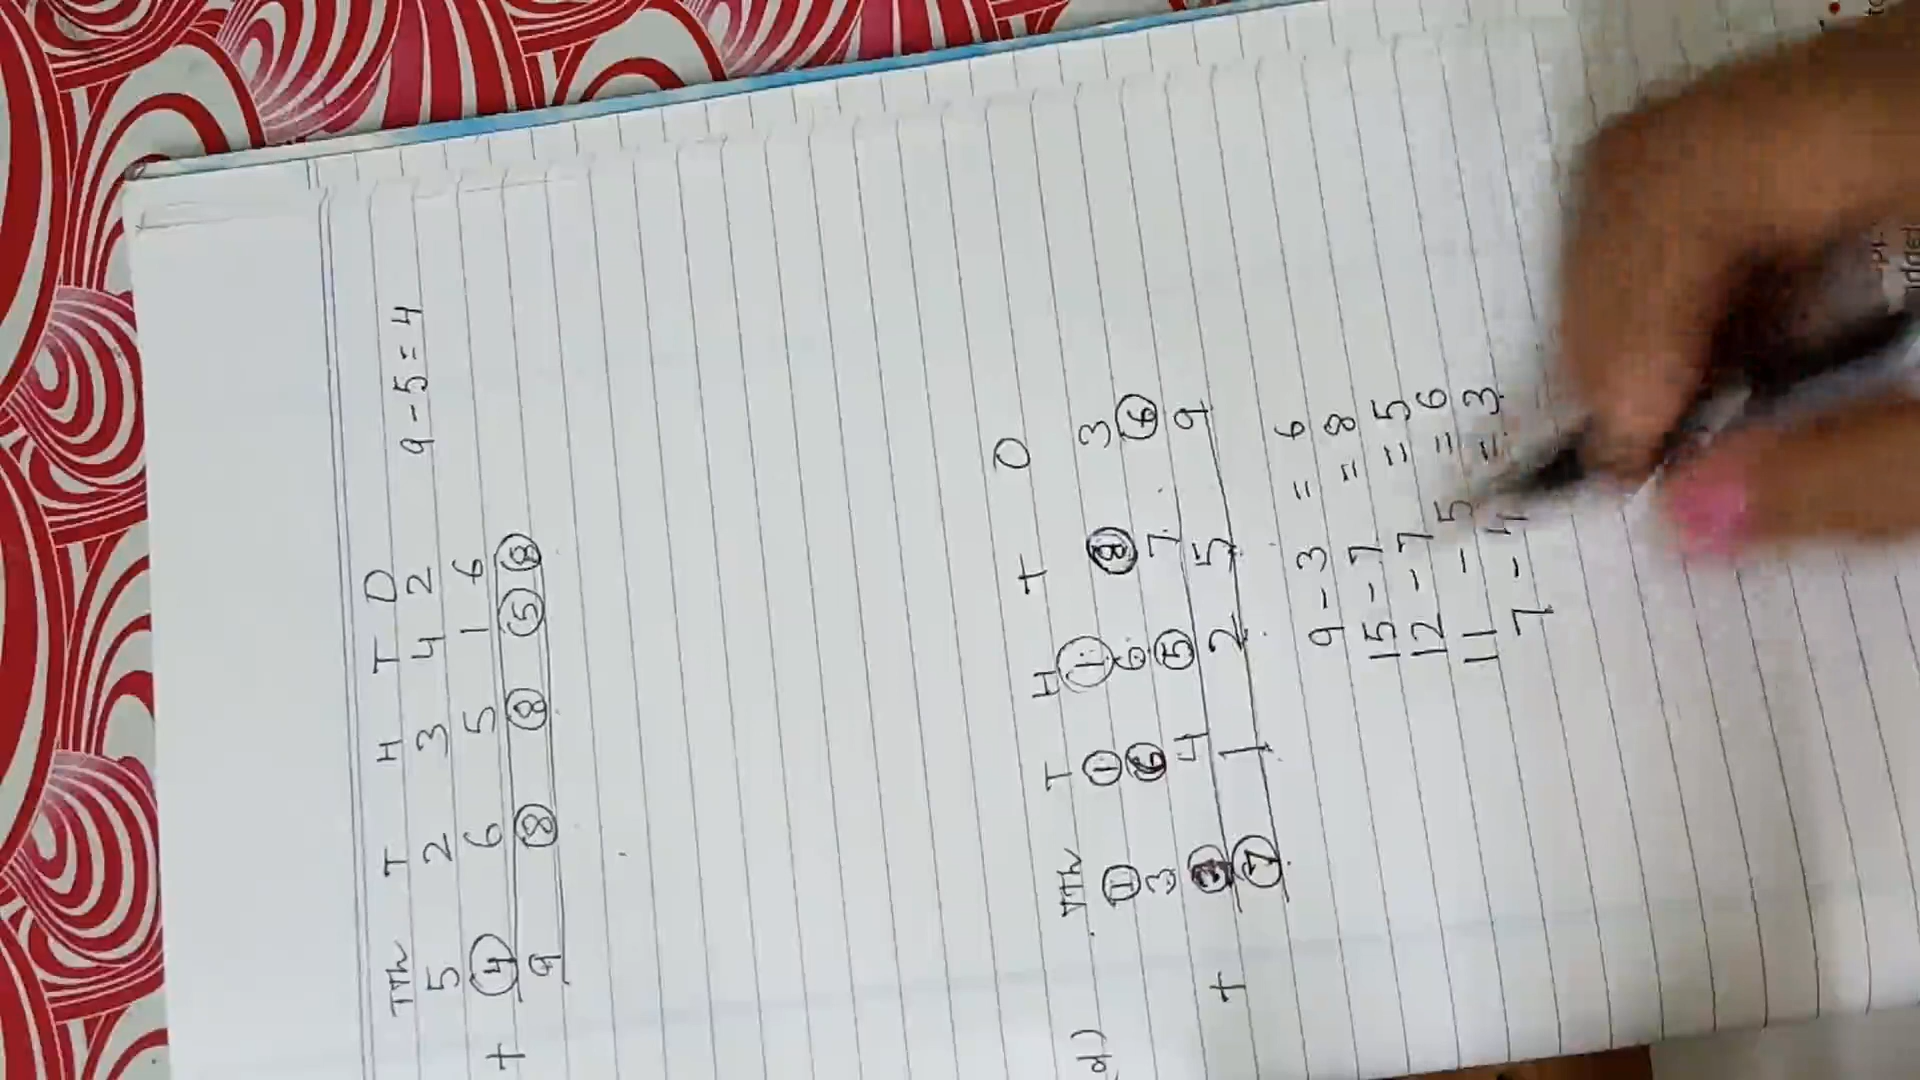 TTh T H T O
5 2 3 4 2 9 - 5 = 4
+ 4 6 5 1 6
9 8 8 5 8
d) TTh T H T O
1 1 1
3 6 6 8 3
+ 4 5 7 6
7 1 2 5 9
9 - 3 = 6
15 - 7 = 8
12 - 7 = 5
11 - 5 = 6
7 - 4 = 3